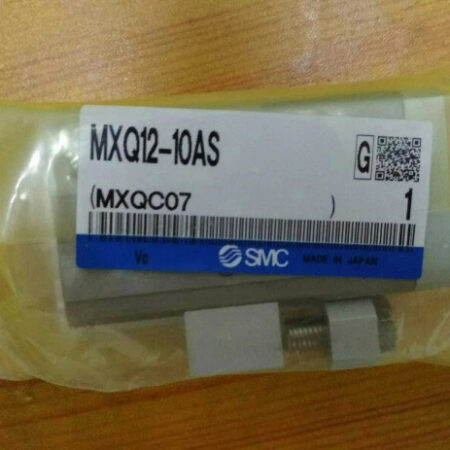 MXQ12-10AS
G
(MXQC07 ) 1
Vo SMC MADE IN JAPAN